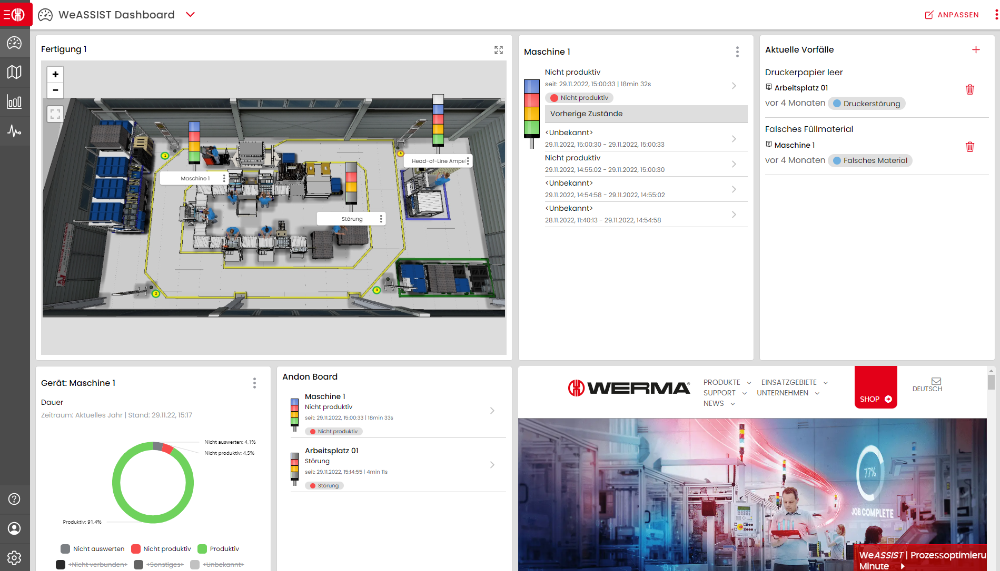 WeASSIST Dashboard
ANPASSEN
Fertigung 1
+
−
1
4
Head-of-Line Ampel
Maschine 1
Störung
2
3
Maschine 1
Nicht produktiv
seit: 29.11.2022, 15:00:33 | 18min 32s
Nicht produktiv
Vorherige Zustände
<Unbekannt>
29.11.2022, 15:00:30 - 29.11.2022, 15:00:33
Nicht produktiv
29.11.2022, 14:55:02 - 29.11.2022, 15:00:30
<Unbekannt>
29.11.2022, 14:54:58 - 29.11.2022, 14:55:02
<Unbekannt>
28.11.2022, 11:40:13 - 29.11.2022, 14:54:58
Aktuelle Vorfälle
Druckerpapier leer
Arbeitsplatz 01
vor 4 Monaten Druckerstörung
Falsches Füllmaterial
Maschine 1
vor 4 Monaten Falsches Material
Gerät: Maschine 1
Dauer
Zeitraum: Aktuelles Jahr | Stand: 29.11.22, 15:17
Nicht auswerten: 4,1%
Nicht produktiv: 4,5%
Produktiv: 91,4%
Nicht auswerten Nicht produktiv Produktiv
<Nicht verbunden> <Sonstiges> <Unbekannt>
Andon Board
Maschine 1
Nicht produktiv
seit: 29.11.2022, 15:00:33 | 18min 33s
Nicht produktiv
Arbeitsplatz 01
Störung
seit: 29.11.2022, 15:14:55 | 4min 11s
Störung
WERMA
PRODUKTE EINSATZGEBIETE
SUPPORT UNTERNEHMEN
NEWS
SHOP
DEUTSCH
77%
JOB COMPLETE
WeASSIST | Prozessoptimieru
Minute